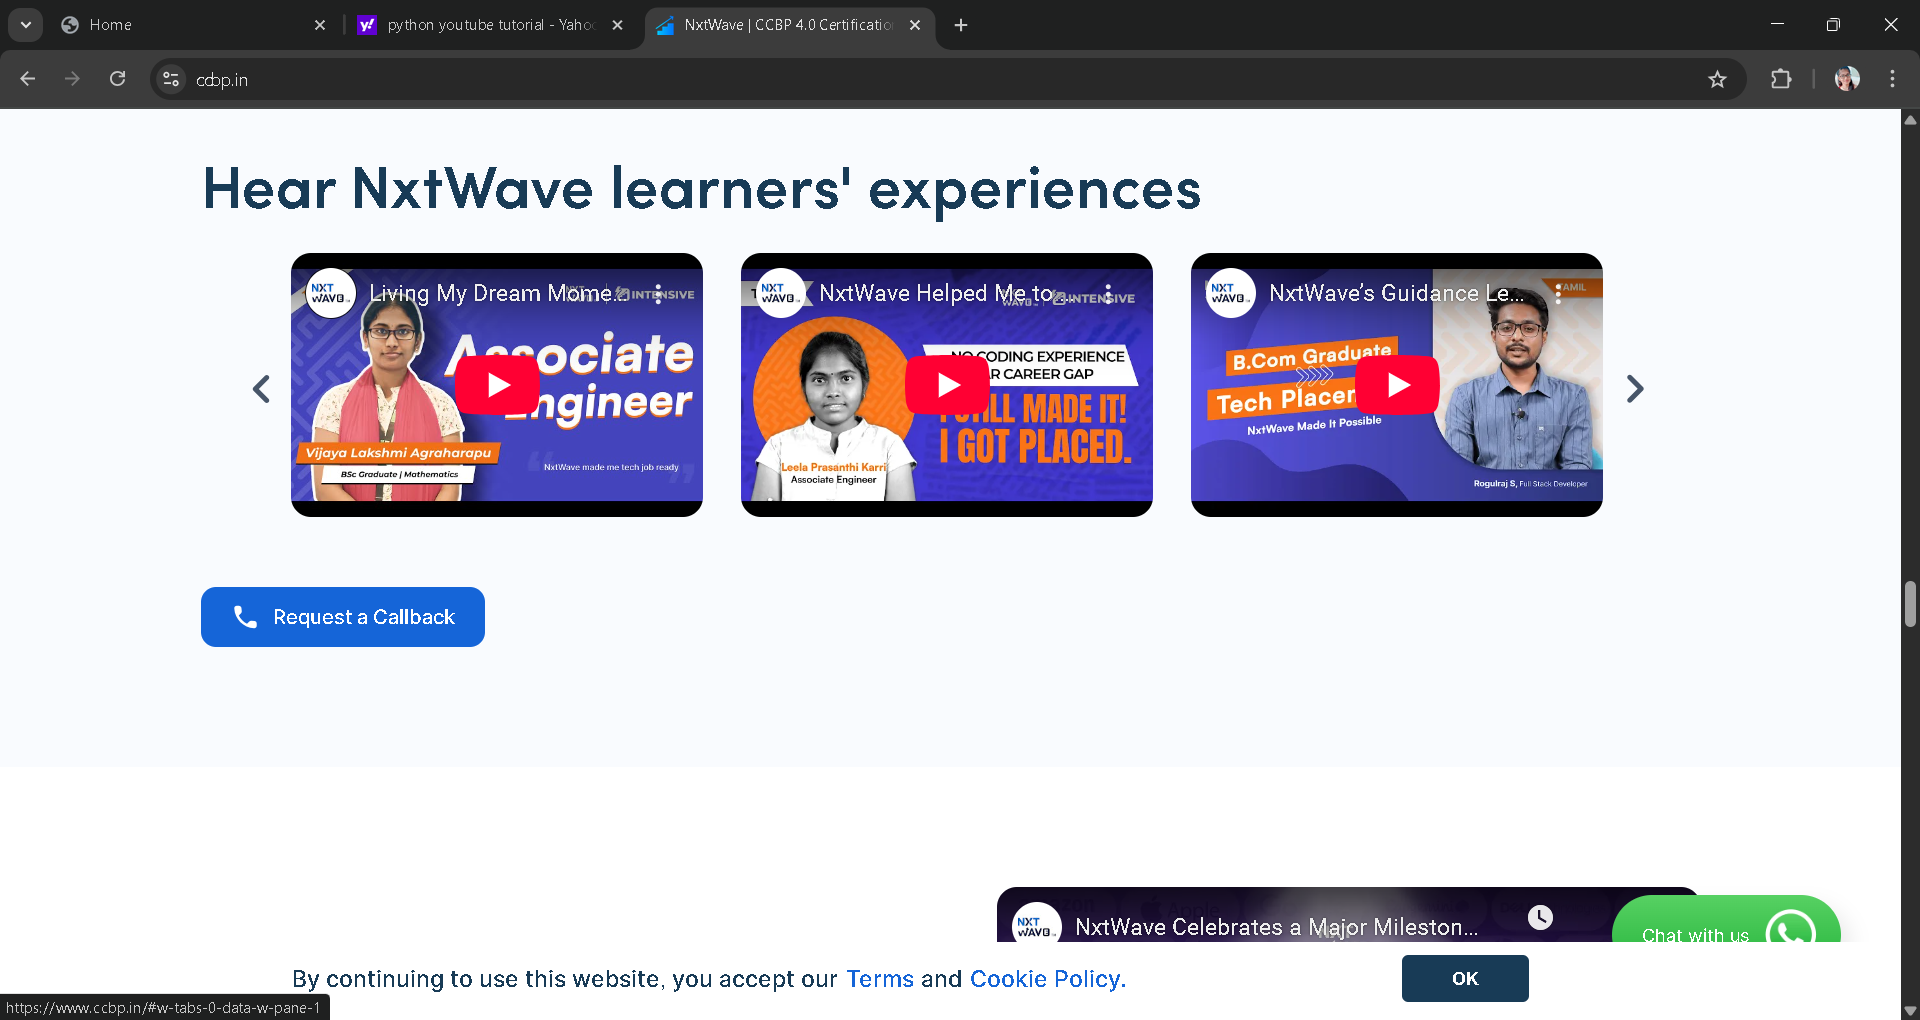 Home
python youtube tutorial - Yaho
NxtWave | CCBP 4.0 Certificatio
ccbp.in
Hear NxtWave learners' experiences
NXT WAVE
Living My Dream Mome...
INTENSIVE
Associate
Engineer
Vijaya Lakshmi Agraharapu
BSc Graduate | Mathematics
NxtWave made me tech job ready
NXT WAVE
NxtWave Helped Me to...
INTENSIVE
NO CODING EXPERIENCE
CAREER GAP
I STILL MADE IT!
I GOT PLACED.
Leela Prasanthi Karri
Associate Engineer
NXT WAVE
NxtWave’s Guidance Le...
TAMIL
B.Com Graduate
Tech Placem
NxtWave Made It Possible
Rogulraj S, Full Stack Developer
Request a Callback
NXT WAVE
NxtWave Celebrates a Major Mileston...
Chat with us
By continuing to use this website, you accept our Terms and Cookie Policy.
OK
https://www.ccbp.in/#w-tabs-0-data-w-pane-1